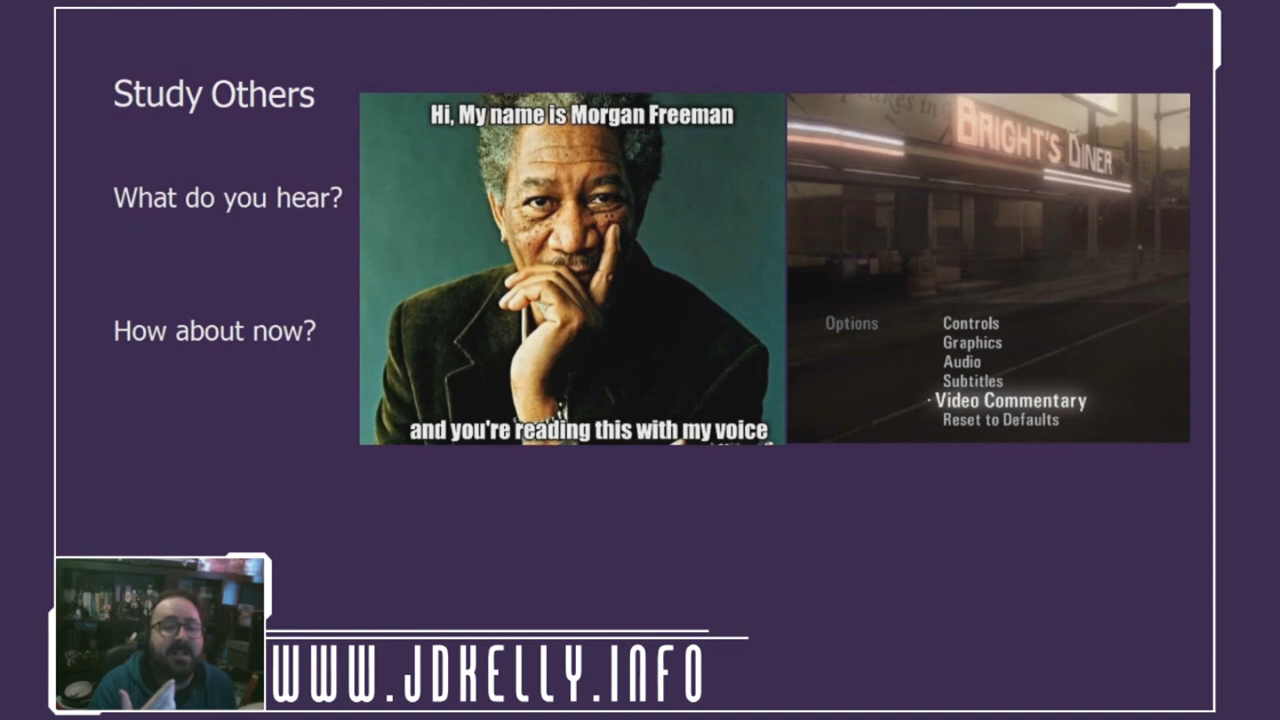 Study Others
What do you hear?
How about now?
Hi, My name is Morgan Freeman
and you're reading this with my voice
BRIGHT'S DINER
Options
Controls
Graphics
Audio
Subtitles
· Video Commentary
Reset to Defaults
WWW.JDKELLY.INFO